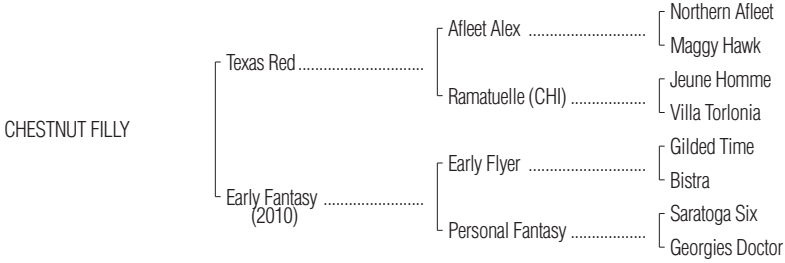 Northern Afleet
Afleet Alex ..............................
Maggy Hawk
Texas Red ................................
Jeune Homme
Ramatuelle (CHI) ...................
Villa Torlonia
CHESTNUT FILLY
Gilded Time
Early Flyer ..............................
Bistra
Early Fantasy ..........................
(2010)
Saratoga Six
Personal Fantasy ...................
Georgies Doctor